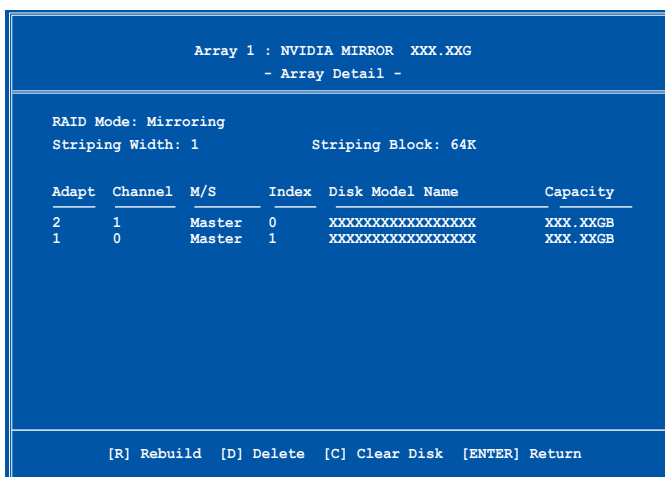 Array 1 : NVIDIA MIRROR XXX.XXG
- Array Detail -
RAID Mode: Mirroring
Striping Width: 1 Striping Block: 64K
Adapt Channel M/S Index Disk Model Name Capacity
2 1 Master 0 XXXXXXXXXXXXXXXXX XXX.XXGB
1 0 Master 1 XXXXXXXXXXXXXXXXX XXX.XXGB
[R] Rebuild [D] Delete [C] Clear Disk [ENTER] Return